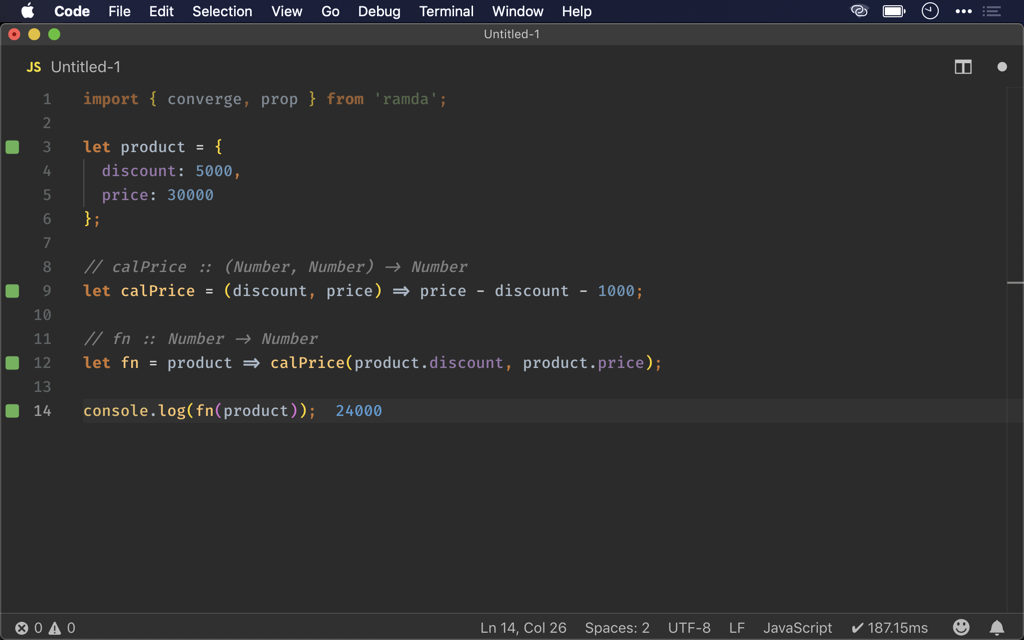 Code File Edit Selection View Go Debug Terminal Window Help
Untitled-1
JS Untitled-1
1 import { converge, prop } from 'ramda';
2
3 let product = {
4 discount: 5000,
5 price: 30000
6 };
7
8 // calPrice :: (Number, Number) -> Number
9 let calPrice = (discount, price) => price - discount - 1000;
10
11 // fn :: Number -> Number
12 let fn = product => calPrice(product.discount, product.price);
13
14 console.log(fn(product)); 24000
0 0 Ln 14, Col 26 Spaces: 2 UTF-8 LF JavaScript ✔ 187.15ms